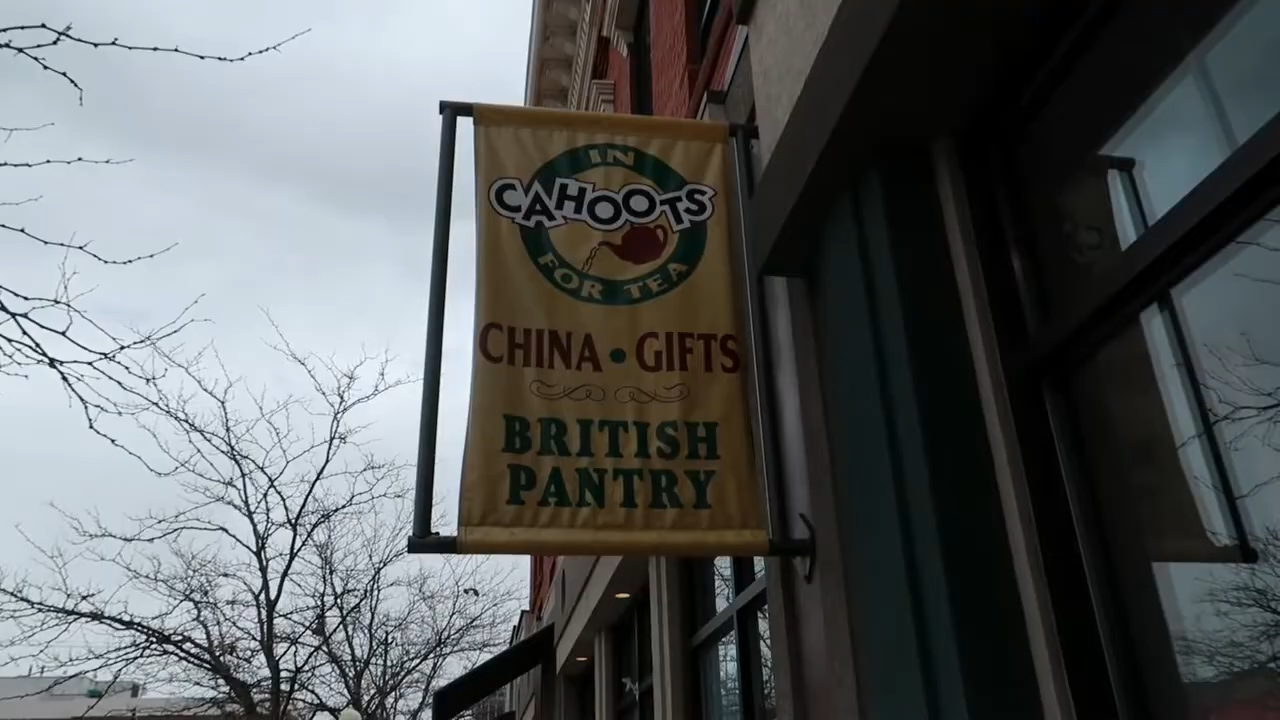 IN
CAHOOTS
FOR TEA
CHINA • GIFTS
BRITISH
PANTRY